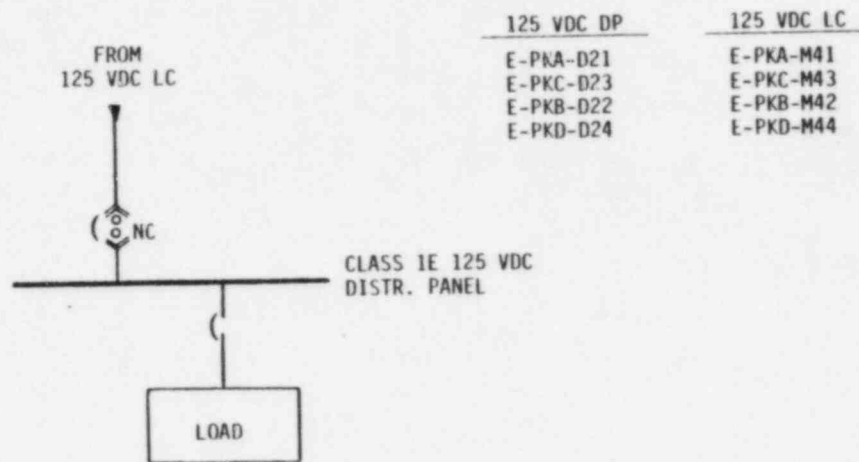 FROM
125 VDC LC
NC
CLASS 1E 125 VDC
DISTR. PANEL
LOAD
125 VDC DP 125 VDC LC
E-PKA-D21 E-PKA-M41
E-PKC-D23 E-PKC-M43
E-PKB-D22 E-PKB-M42
E-PKD-D24 E-PKD-M44